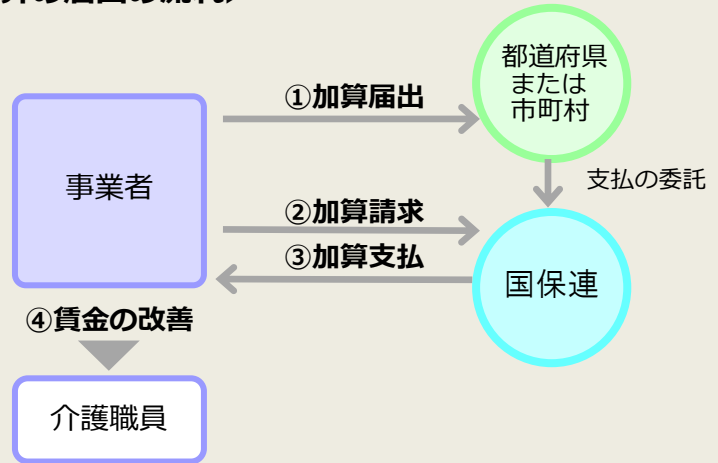 ①加算届出
都道府県
または
市町村
事業者
支払の委託
②加算請求
③加算支払
国保連
④賃金の改善
介護職員